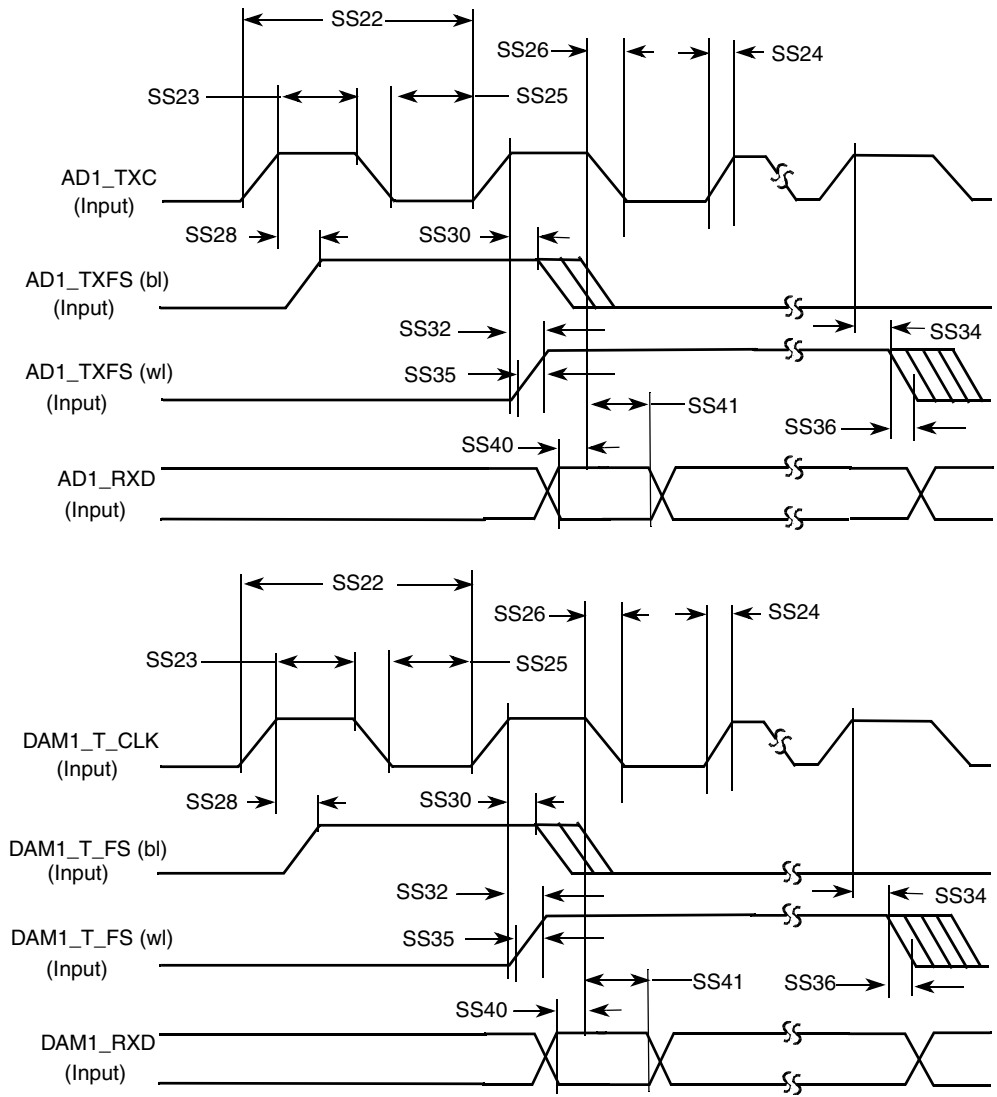 SS22
SS26
SS24
SS23
SS25
AD1_TXC
(Input)
SS28
SS30
AD1_TXFS (bl)
(Input)
SS32
SS34
SS35
AD1_TXFS (wl)
(Input)
SS41
SS36
SS40
AD1_RXD
(Input)
SS22
SS26
SS24
SS23
SS25
DAM1_T_CLK
(Input)
SS28
SS30
DAM1_T_FS (bl)
(Input)
SS32
SS34
SS35
DAM1_T_FS (wl)
(Input)
SS41
SS36
SS40
DAM1_RXD
(Input)